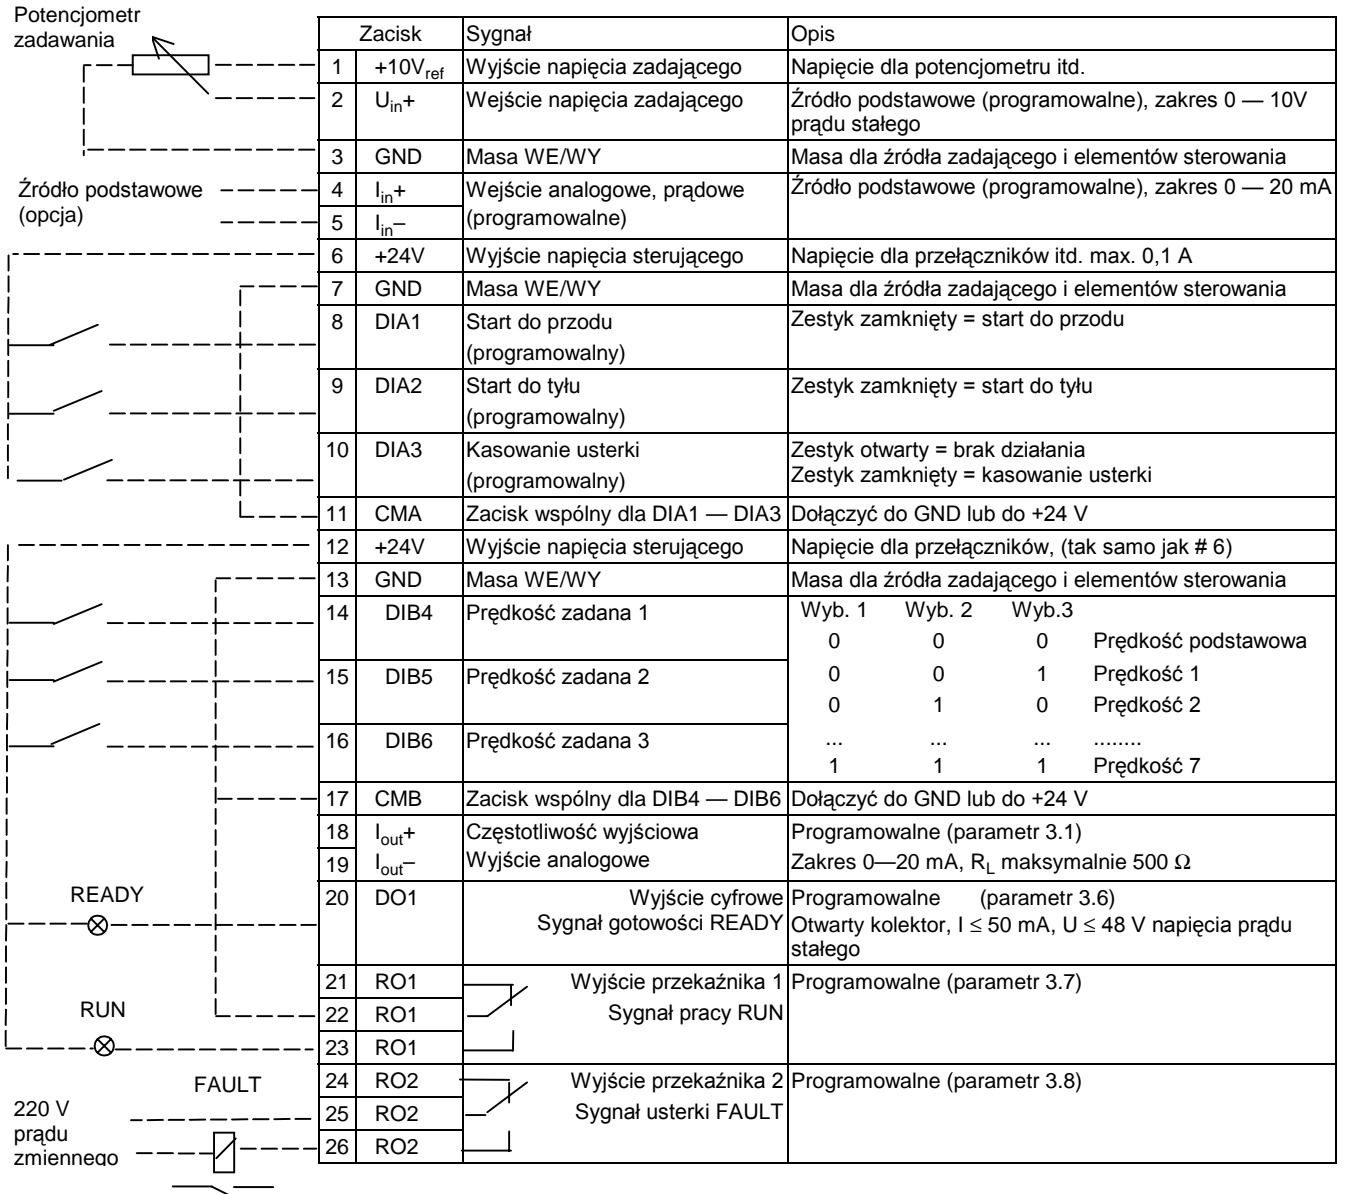 Potencjometr
zadawania
Zacisk Sygnał Opis
1 +10Vref Wyjście napięcia zadającego Napięcie dla potencjometru itd.
2 Uin+ Wejście napięcia zadającego Źródło podstawowe (programowalne), zakres 0 — 10V
prądu stałego
3 GND Masa WE/WY Masa dla źródła zadającego i elementów sterowania
Źródło podstawowe
(opcja)
4 Iin+ Wejście analogowe, prądowe Źródło podstawowe (programowalne), zakres 0 — 20 mA
5 Iin– (programowalne)
6 +24V Wyjście napięcia sterującego Napięcie dla przełączników itd. max. 0,1 A
7 GND Masa WE/WY Masa dla źródła zadającego i elementów sterowania
8 DIA1 Start do przodu Zestyk zamknięty = start do przodu
(programowalny)
9 DIA2 Start do tyłu Zestyk zamknięty = start do tyłu
(programowalny)
10 DIA3 Kasowanie usterki Zestyk otwarty = brak działania
(programowalny) Zestyk zamknięty = kasowanie usterki
11 CMA Zacisk wspólny dla DIA1 — DIA3 Dołączyć do GND lub do +24 V
12 +24V Wyjście napięcia sterującego Napięcie dla przełączników, (tak samo jak # 6)
13 GND Masa WE/WY Masa dla źródła zadającego i elementów sterowania
14 DIB4 Prędkość zadana 1 Wyb. 1 Wyb. 2 Wyb.3
0 0 0 Prędkość podstawowa
15 DIB5 Prędkość zadana 2 0 0 1 Prędkość 1
0 1 0 Prędkość 2
16 DIB6 Prędkość zadana 3 ... ... ... ........
1 1 1 Prędkość 7
17 CMB Zacisk wspólny dla DIB4 — DIB6 Dołączyć do GND lub do +24 V
18 Iout+ Częstotliwość wyjściowa Programowalne (parametr 3.1)
19 Iout– Wyjście analogowe Zakres 0—20 mA, RL maksymalnie 500 Ω
READY
20 DO1 Wyjście cyfrowe Programowalne (parametr 3.6)
Sygnał gotowości READY Otwarty kolektor, I ≤ 50 mA, U ≤ 48 V napięcia prądu
stałego
21 RO1 Wyjście przekaźnika 1 Programowalne (parametr 3.7)
RUN
22 RO1 Sygnał pracy RUN
23 RO1
FAULT
24 RO2 Wyjście przekaźnika 2 Programowalne (parametr 3.8)
220 V
prądu
zmiennego
25 RO2 Sygnał usterki FAULT
26 RO2